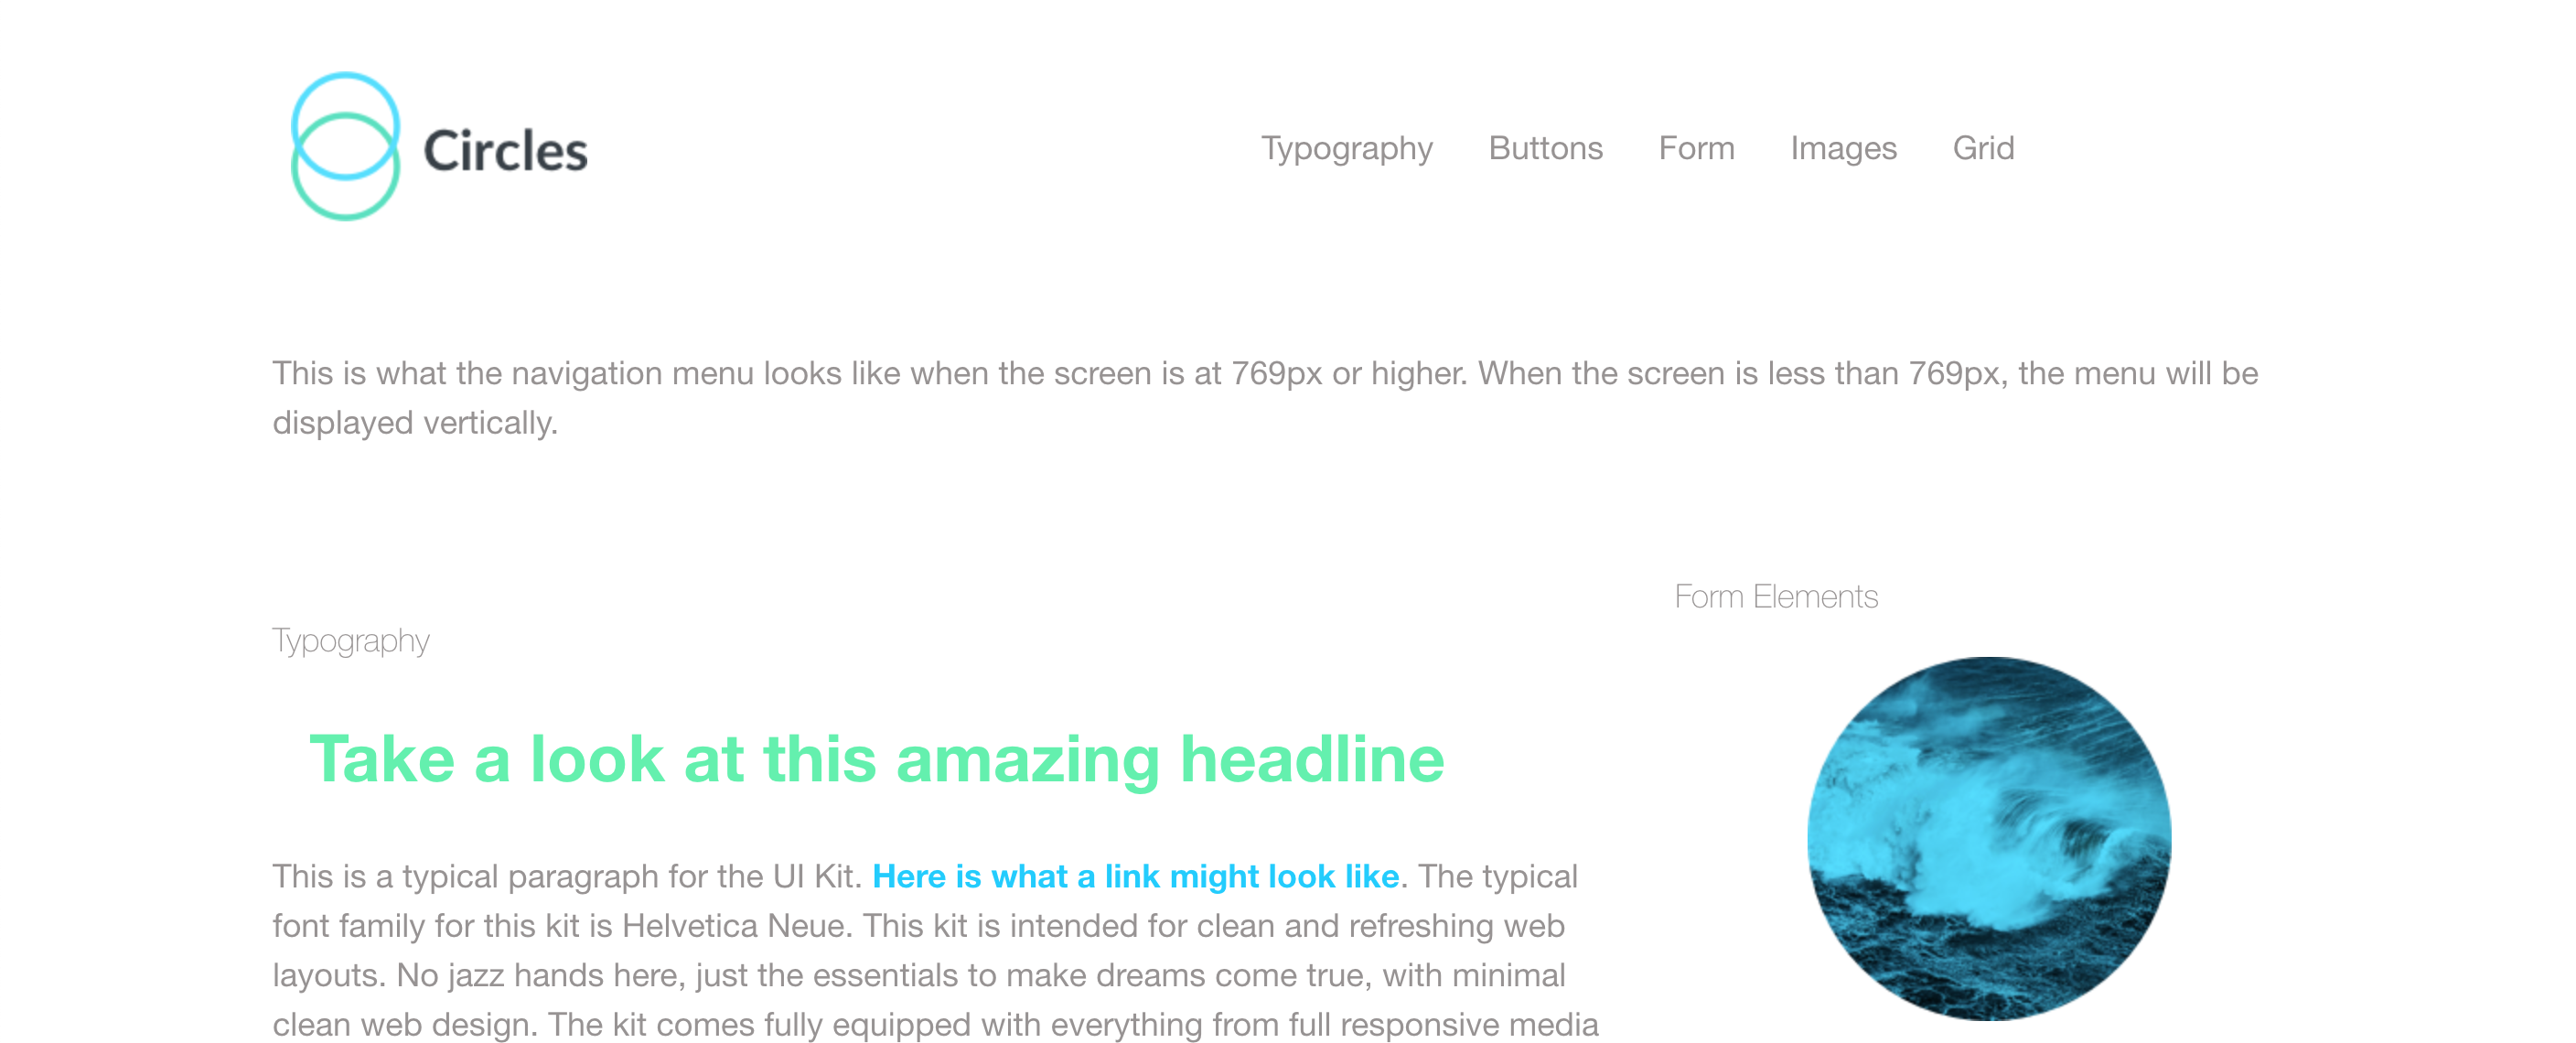 Circles
Typography Buttons Form Images Grid
This is what the navigation menu looks like when the screen is at 769px or higher. When the screen is less than 769px, the menu will be
displayed vertically.
Typography
Take a look at this amazing headline
This is a typical paragraph for the UI Kit. Here is what a link might look like. The typical
font family for this kit is Helvetica Neue. This kit is intended for clean and refreshing web
layouts. No jazz hands here, just the essentials to make dreams come true, with minimal
clean web design. The kit comes fully equipped with everything from full responsive media
Form Elements